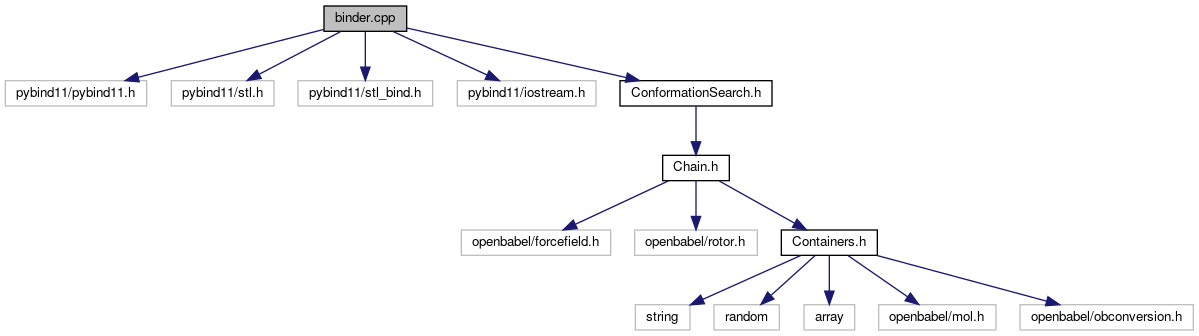 binder.cpp
pybind11/pybind11.h
pybind11/stl.h
pybind11/stl_bind.h
pybind11/iostream.h
ConformationSearch.h
Chain.h
openbabel/forcefield.h
openbabel/rotor.h
Containers.h
string
random
array
openbabel/mol.h
openbabel/obconversion.h